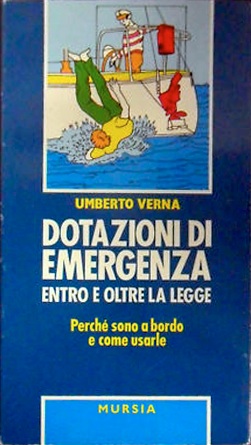 UMBERTO VERNA
DOTAZIONI DI
EMERGENZA
ENTRO E OLTRE LA LEGGE
Perché sono a bordo
e come usarle
MURSIA